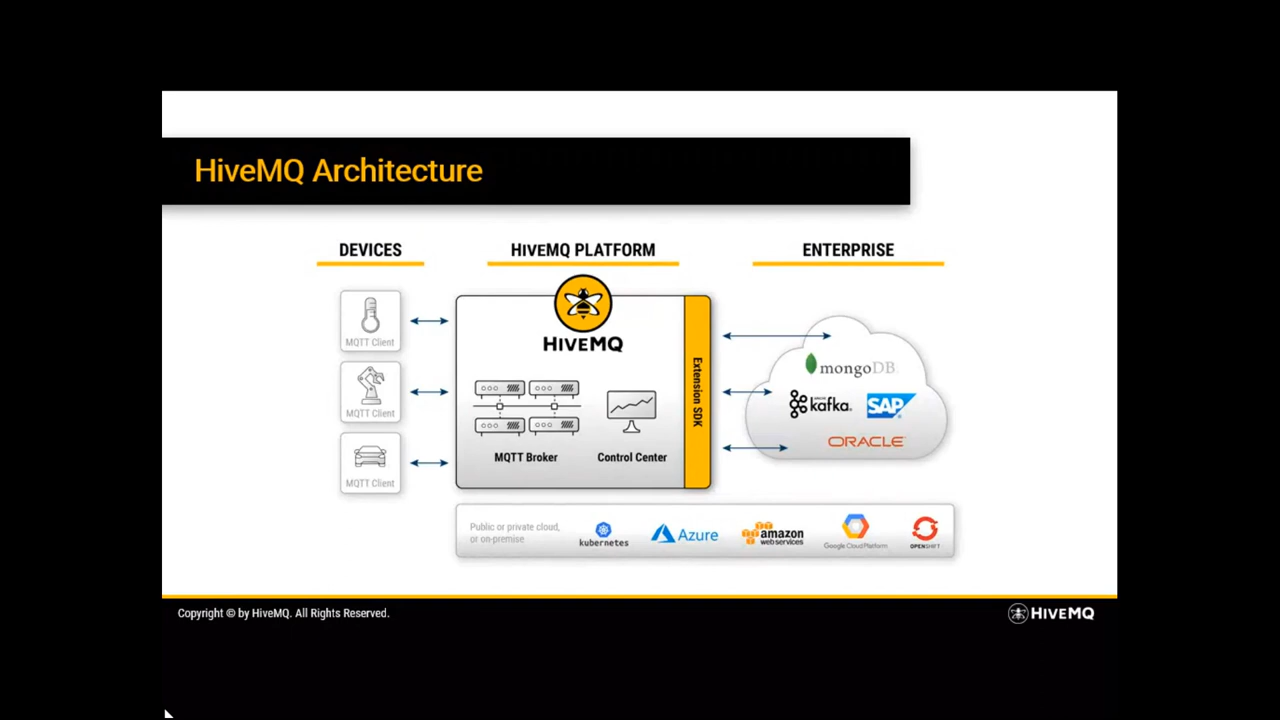 HiveMQ Architecture
DEVICES
HIVEMQ PLATFORM
ENTERPRISE
MQTT Client
MQTT Client
MQTT Client
HIVEMQ
MQTT Broker
Control Center
Extension SDK
mongoDB
kafka
SAP
ORACLE
Public or private cloud,
or on-premise
kubernetes
Azure
amazon
web services
Google Cloud Platform
OPENSHIFT
Copyright © by HiveMQ. All Rights Reserved.
HIVEMQ